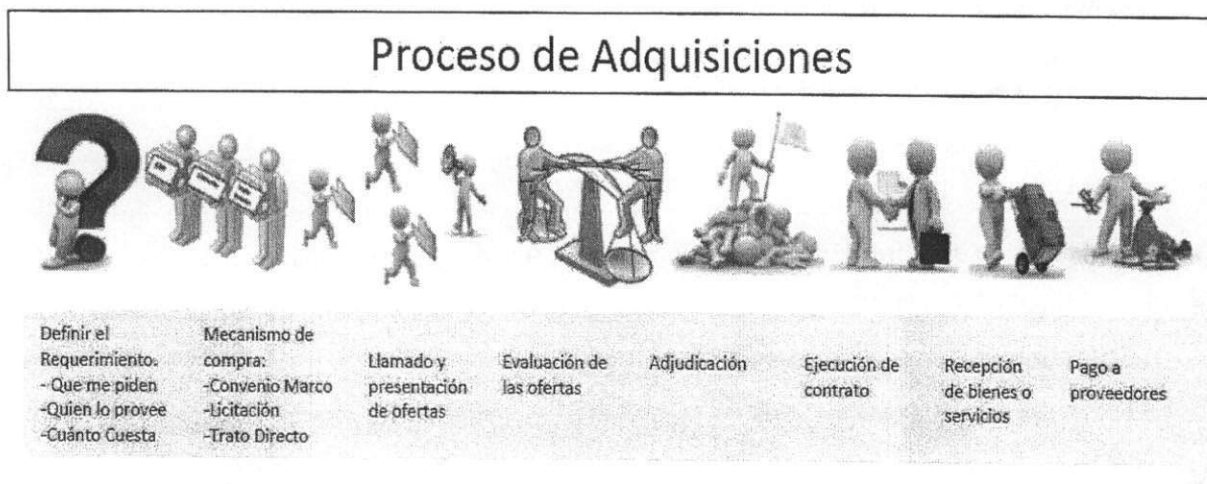 Proceso de Adquisiciones
Definir el
Requerimiento.
- Que me piden
-Quien lo provee
-Cuánto Cuesta
Mecanismo de
compra:
-Convenio Marco
-Licitación
-Trato Directo
Llamado y
presentación
de ofertas
Evaluación de
las ofertas
Adjudicación
Ejecución de
contrato
Recepción
de bienes o
servicios
Pago a
proveedores